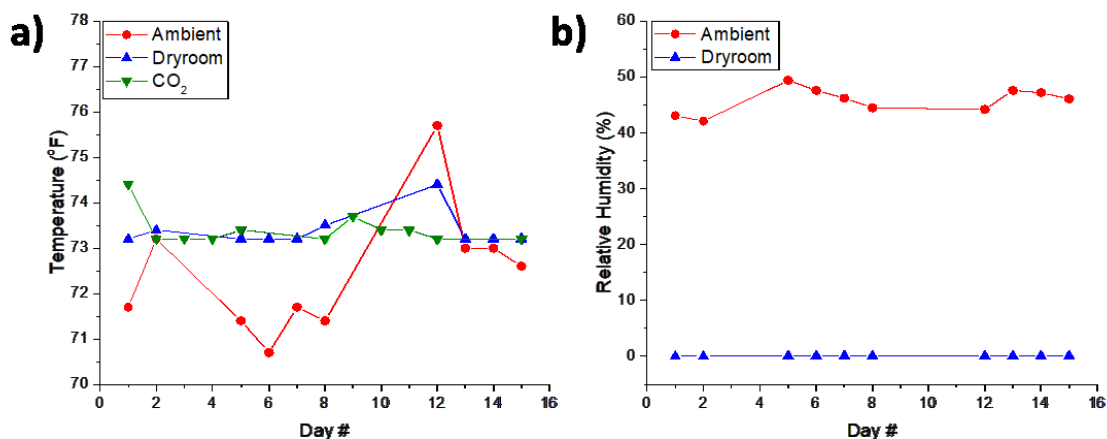 a)
Ambient
Dryroom
CO2
78
77
76
75
74
73
72
71
70
Temperature (°F)
0 2 4 6 8 10 12 14 16
Day #
b)
Ambient
Dryroom
60
50
40
30
20
10
0
Relative Humidity (%)
0 2 4 6 8 10 12 14 16
Day #